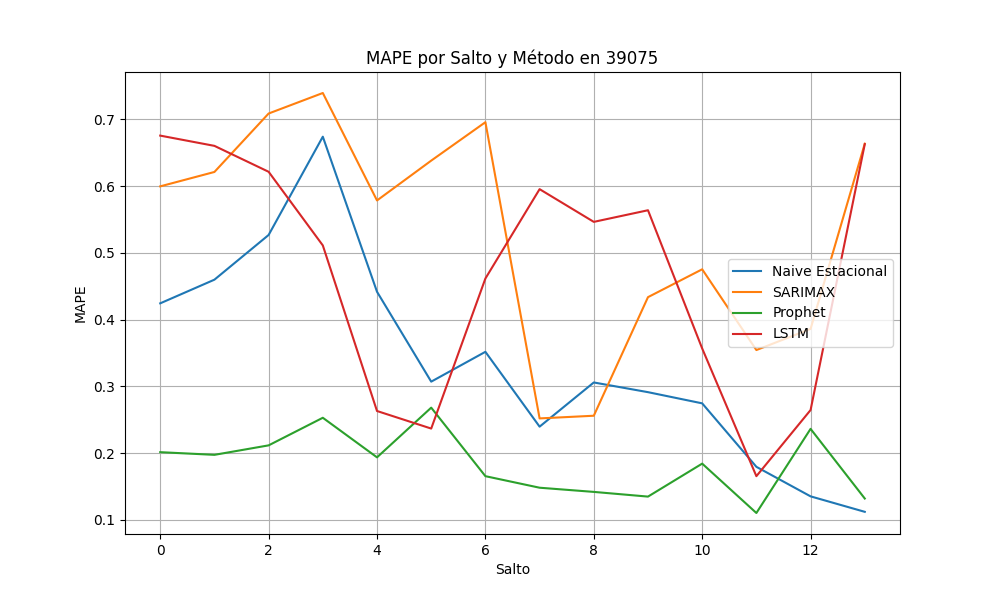 MAPE por Salto y Método en 39075
MAPE
0.7
0.6
0.5
0.4
0.3
0.2
0.1
Naive Estacional
SARIMAX
Prophet
LSTM
0 2 4 6 8 10 12
Salto